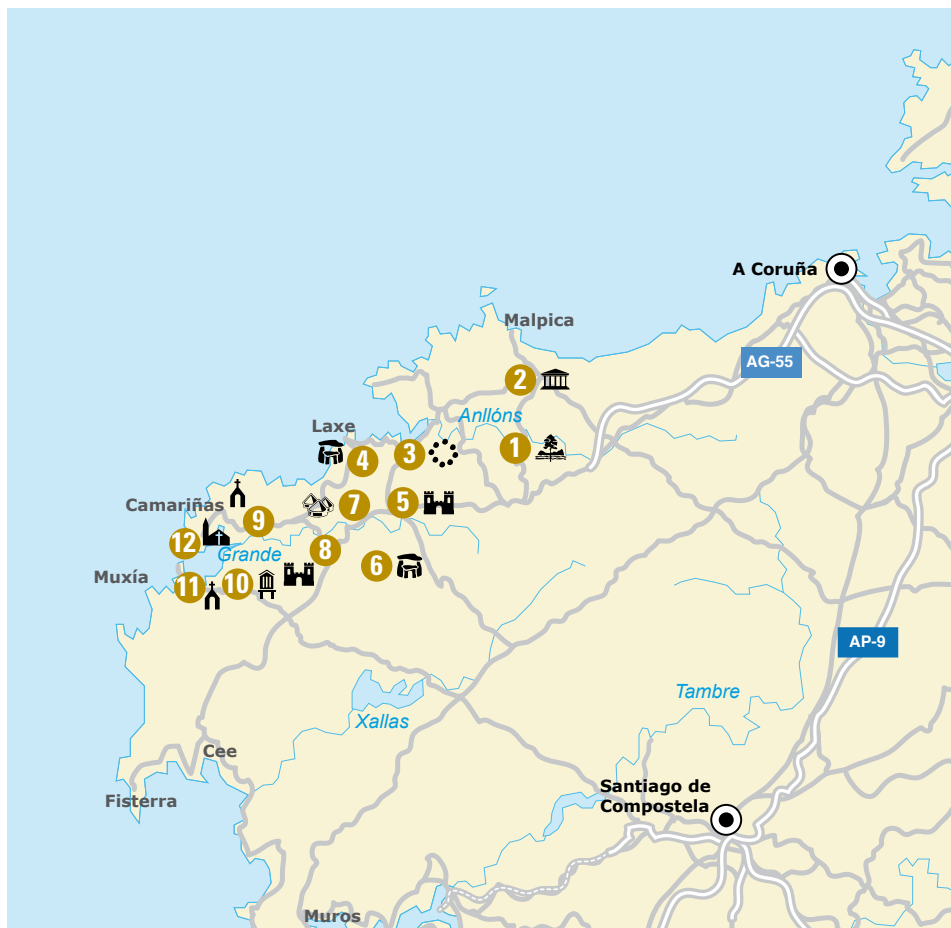 A Coruña
Malpica
AG-55
2
Anllóns
Laxe
1
3
4
Camariñas
7
5
9
12
Grande
8
6
Muxía
11
10
AP-9
Tambre
Xallas
Cee
Santiago de
Compostela
Fisterra
Muros